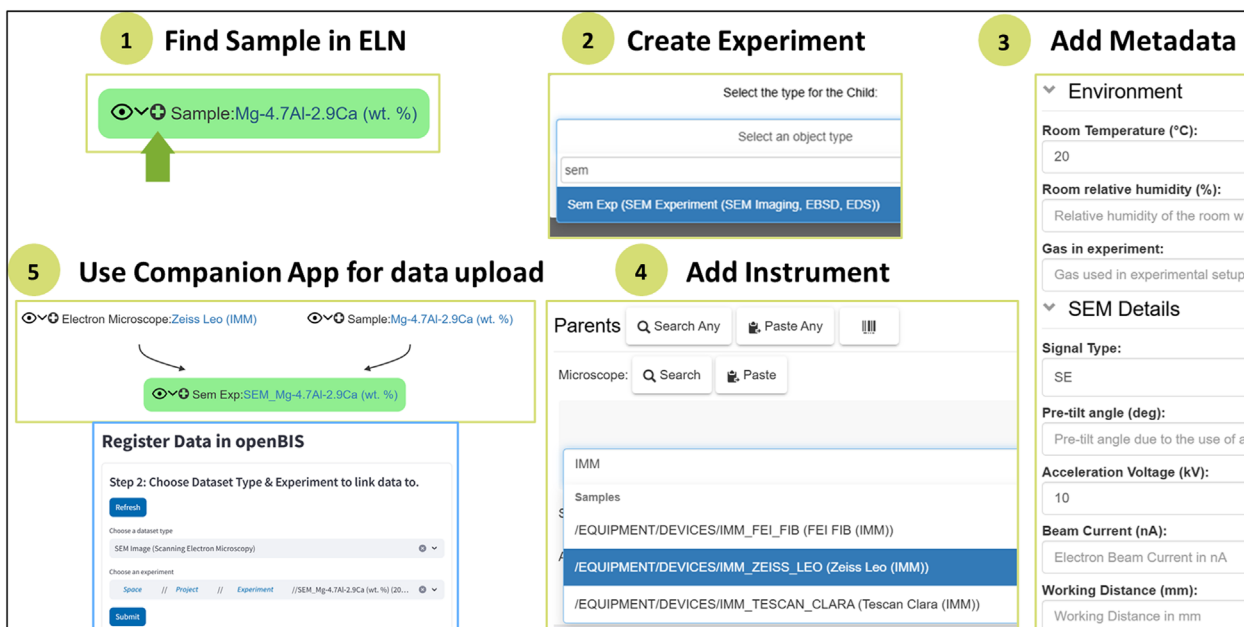 1 Find Sample in ELN
Sample:Mg-4.7Al-2.9Ca (wt. %)
2 Create Experiment
Select the type for the Child:
Select an object type
sem
Sem Exp (SEM Experiment (SEM Imaging, EBSD, EDS))
3 Add Metadata
Environment
Room Temperature (°C):
20
Room relative humidity (%):
Relative humidity of the room w
Gas in experiment:
Gas used in experimental setup
SEM Details
Signal Type:
SE
Pre-tilt angle (deg):
Pre-tilt angle due to the use of a
Acceleration Voltage (kV):
10
Beam Current (nA):
Electron Beam Current in nA
Working Distance (mm):
Working Distance in mm
4 Add Instrument
Parents Search Any Paste Any
Microscope: Search Paste
IMM
Samples
/EQUIPMENT/DEVICES/IMM_FEI_FIB (FEI FIB (IMM))
/EQUIPMENT/DEVICES/IMM_ZEISS_LEO (Zeiss Leo (IMM))
/EQUIPMENT/DEVICES/IMM_TESCAN_CLARA (Tescan Clara (IMM))
5 Use Companion App for data upload
Electron Microscope:Zeiss Leo (IMM) Sample:Mg-4.7Al-2.9Ca (wt. %)
Sem Exp:SEM_Mg-4.7Al-2.9Ca (wt. %)
Register Data in openBIS
Step 2: Choose Dataset Type & Experiment to link data to.
Refresh
Choose a dataset type
SEM Image (Scanning Electron Microscopy)
Choose an experiment
Space // Project // Experiment //SEM_Mg-4.7Al-2.9Ca (wt. %) (20...
Submit